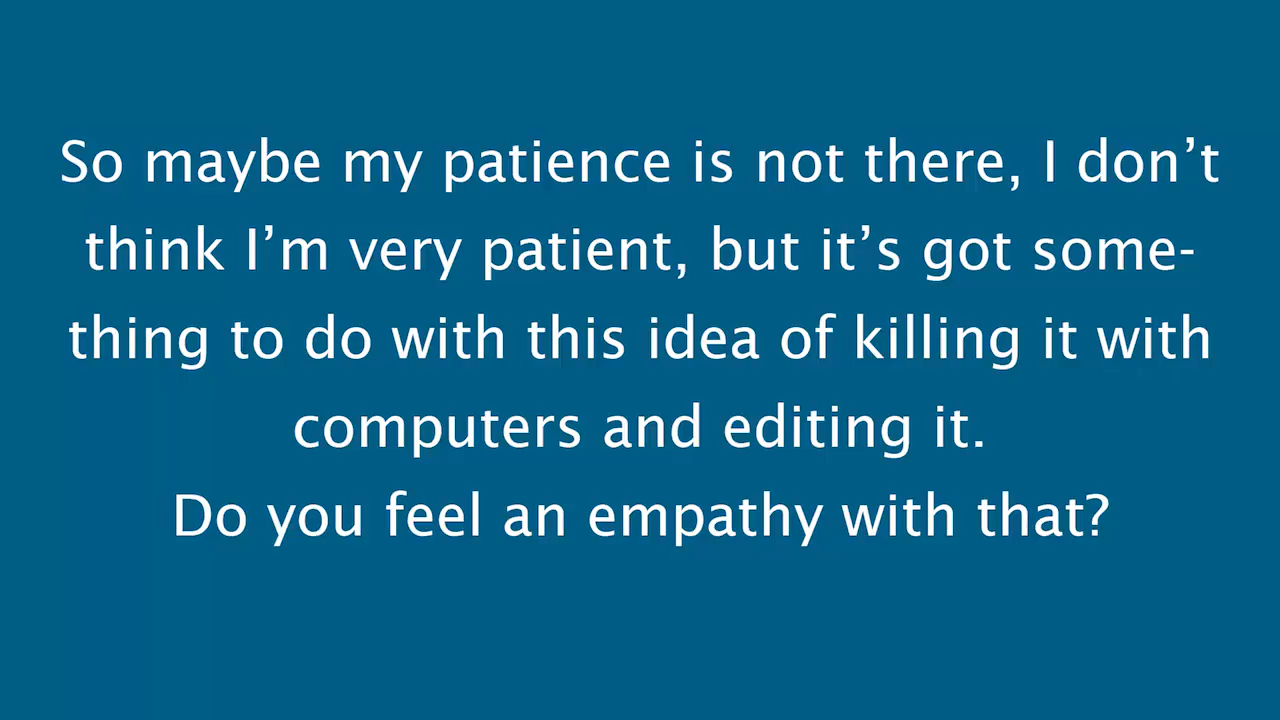 So maybe my patience is not there, I don’t
think I’m very patient, but it’s got some-
thing to do with this idea of killing it with
computers and editing it.
Do you feel an empathy with that?